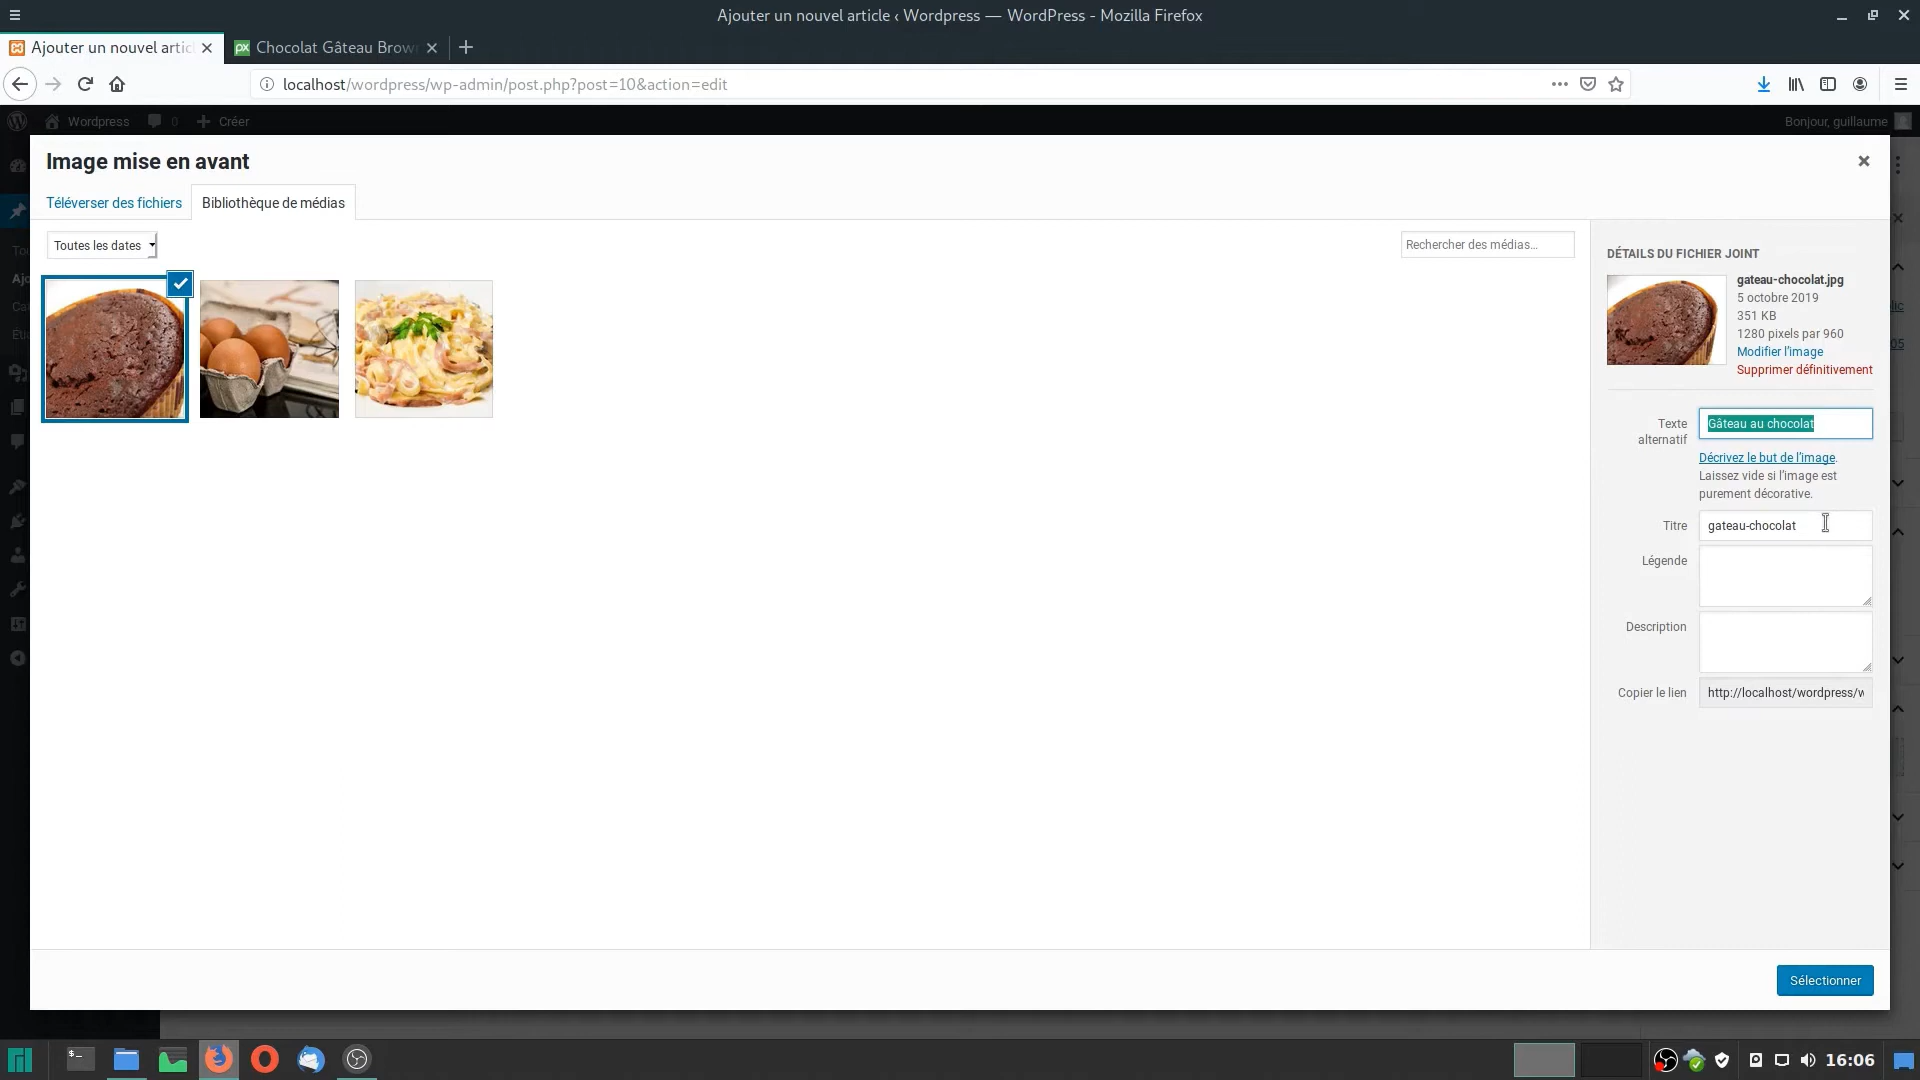 Ajouter un nouvel article ‹ Wordpress — WordPress - Mozilla Firefox
Ajouter un nouvel artic
px Chocolat Gâteau Brow
localhost/wordpress/wp-admin/post.php?post=10&action=edit
Wordpress 0 Créer
Bonjour, guillaume
Image mise en avant
Téléverser des fichiers
Bibliothèque de médias
Toutes les dates
Rechercher des médias…
DÉTAILS DU FICHIER JOINT
gateau-chocolat.jpg
5 octobre 2019
351 KB
1280 pixels par 960
Modifier l’image
Supprimer définitivement
Texte alternatif
Gâteau au chocolat
Décrivez le but de l’image.
Laissez vide si l’image est
purement décorative.
Titre
gateau-chocolat
Légende
Description
Copier le lien
http://localhost/wordpress/w
Sélectionner
16:06